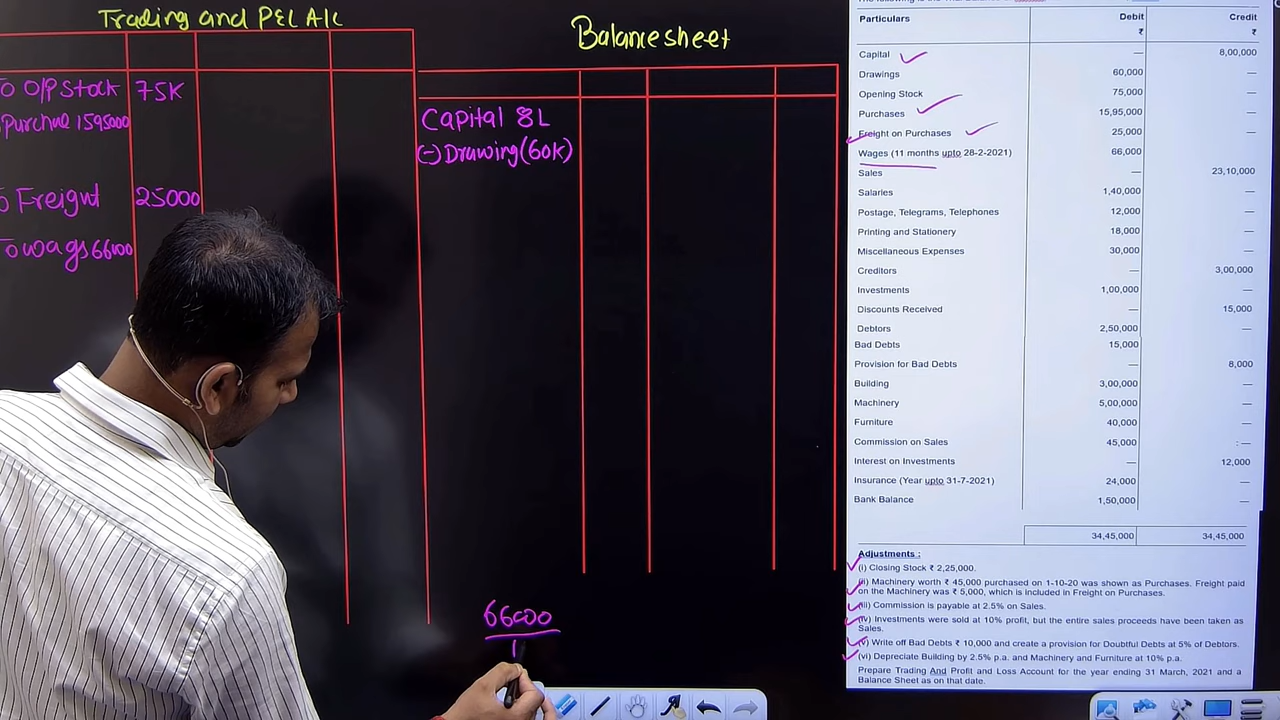 Trading and P&L A/c
O/p Stock 75K
purchase 1595000
Freight 25000
To wages 66000
Balance sheet
Capital 8L
(-) Drawing (60K)
66000
1
Particulars Debit Credit
₹ ₹
Capital — 8,00,000
Drawings 60,000 —
Opening Stock 75,000 —
Purchases 15,95,000 —
Freight on Purchases 25,000 —
Wages (11 months upto 28-2-2021) 66,000 —
Sales — 23,10,000
Salaries 1,40,000 —
Postage, Telegrams, Telephones 12,000 —
Printing and Stationery 18,000 —
Miscellaneous Expenses 30,000 —
Creditors — 3,00,000
Investments 1,00,000 —
Discounts Received — 15,000
Debtors 2,50,000 —
Bad Debts 15,000 —
Provision for Bad Debts — 8,000
Building 3,00,000 —
Machinery 5,00,000 —
Furniture 40,000 —
Commission on Sales 45,000 : —
Interest on Investments — 12,000
Insurance (Year upto 31-7-2021) 24,000 —
Bank Balance 1,50,000 —
34,45,000 34,45,000
Adjustments :
(i) Closing Stock ₹ 2,25,000.
(ii) Machinery worth ₹ 45,000 purchased on 1-10-20 was shown as Purchases. Freight paid
on the Machinery was ₹ 5,000, which is included in Freight on Purchases.
(iii) Commission is payable at 2.5% on Sales.
(iv) Investments were sold at 10% profit, but the entire sales proceeds have been taken as
Sales.
(v) Write off Bad Debts ₹ 10,000 and create a provision for Doubtful Debts at 5% of Debtors.
(vi) Depreciate Building by 2.5% p.a. and Machinery and Furniture at 10% p.a.
Prepare Trading And Profit and Loss Account for the year ending 31 March, 2021 and a
Balance Sheet as on that date.